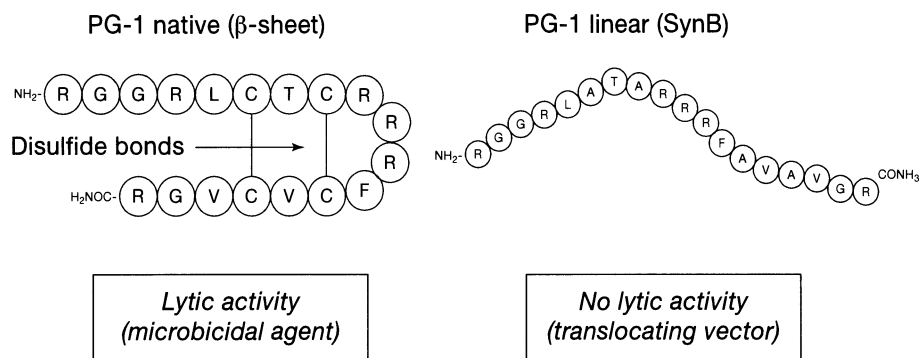 PG-1 native (β-sheet)
PG-1 linear (SynB)
NH₂- R G G R L C T C R
R
R
Disulfide bonds
H₂NOC- R G V C V C F
NH₂- R G G R L A T A R R R F A V A V G R CONH₃
Lytic activity
(microbicidal agent)
No lytic activity
(translocating vector)